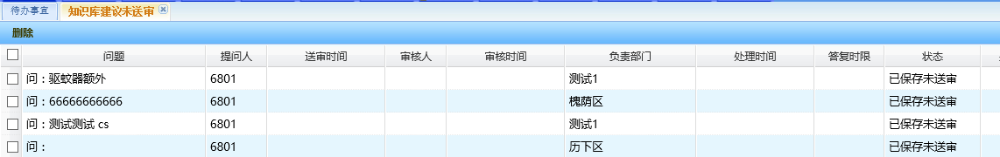 待办事宜 知识库建议未送审
删除
问题 提问人 送审时间 审核人 审核时间 负责部门 处理时间 答复时限 状态
问：驱蚊器额外 6801 测试1 已保存未送审
问：66666666666 6801 槐荫区 已保存未送审
问：测试测试 cs 6801 测试1 已保存未送审
问： 6801 历下区 已保存未送审